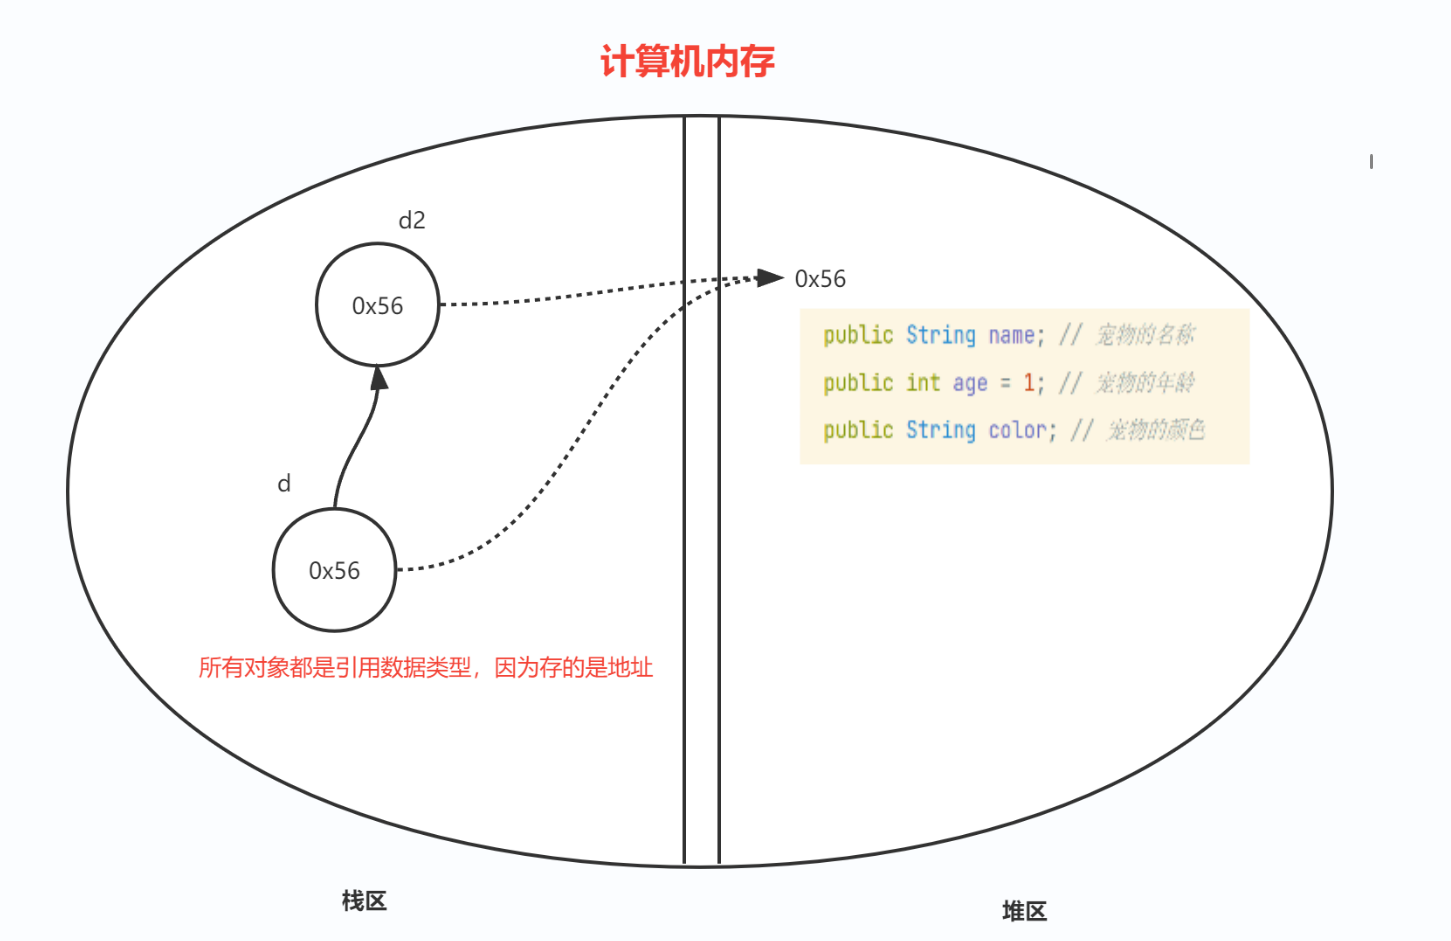 计算机内存
d2
0x56
0x56
public String name; // 宠物的名称
public int age = 1; // 宠物的年龄
public String color; // 宠物的颜色
d
0x56
所有对象都是引用数据类型，因为存的是地址
栈区
堆区